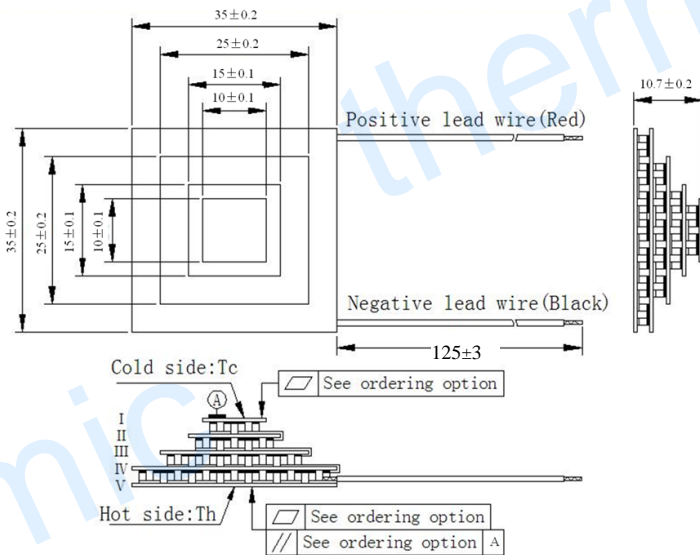 35±0.2
25±0.2
15±0.1
10±0.1
10.7±0.2
Positive lead wire(Red)
35±0.2
25±0.2
15±0.1
10±0.1
Negative lead wire(Black)
125±3
Cold side:Tc
See ordering option
A
I
II
III
IV
V
Hot side:Th
See ordering option
See ordering option A
therm
mic